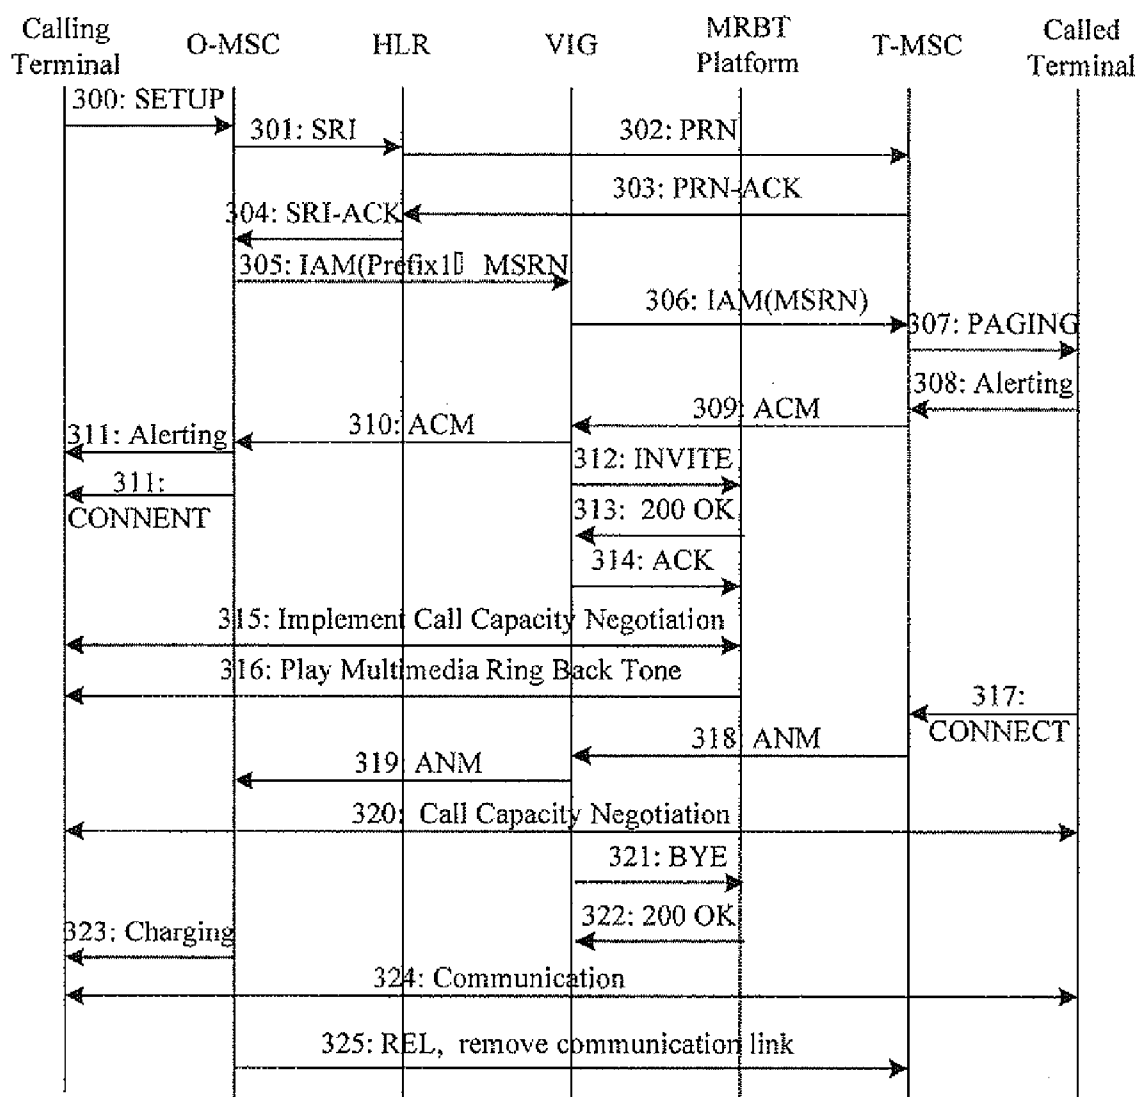 Calling
Terminal
O-MSC
HLR
VIG
MRBT
Platform
T-MSC
Called
Terminal
300: SETUP
301: SRI
302: PRN
303: PRN-ACK
304: SRI-ACK
305: IAM(Prefix1▯ MSRN
306: IAM(MSRN)
307: PAGING
308: Alerting
309: ACM
310: ACM
311: Alerting
312: INVITE
311:
CONNENT
313: 200 OK
314: ACK
315: Implement Call Capacity Negotiation
316: Play Multimedia Ring Back Tone
317:
CONNECT
318: ANM
319: ANM
320: Call Capacity Negotiation
321: BYE
322: 200 OK
323: Charging
324: Communication
325: REL, remove communication link